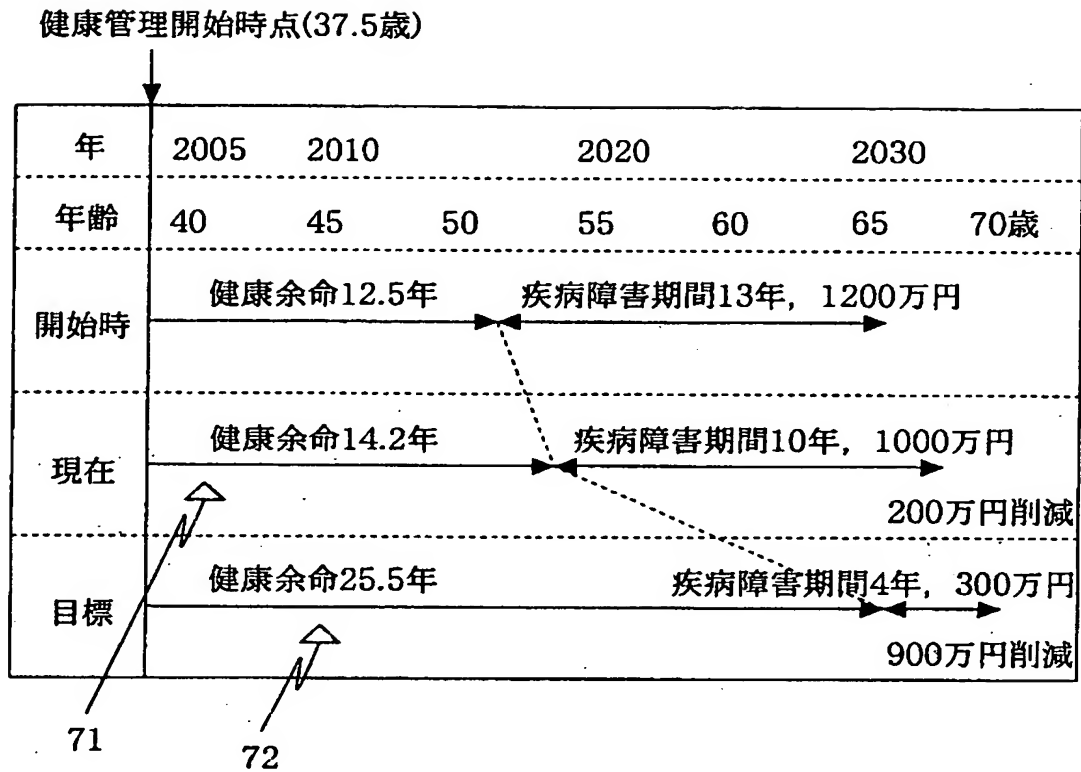 健康管理開始時点(37.5歳)
年 2005 2010 2020 2030
年齢 40 45 50 55 60 65 70歳
開始時 健康余命12.5年 疾病障害期間13年, 1200万円
現在 健康余命14.2年 疾病障害期間10年, 1000万円
200万円削減
目標 健康余命25.5年 疾病障害期間4年, 300万円
900万円削減
71
72